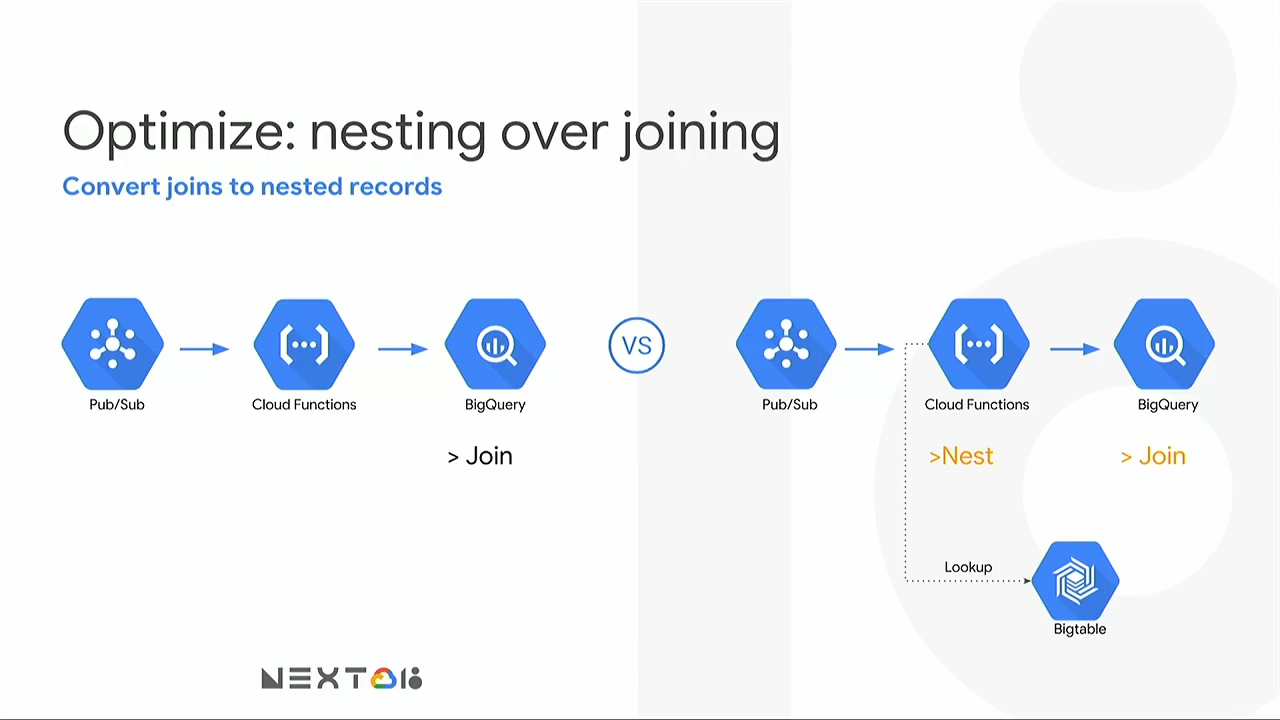 Optimize: nesting over joining
Convert joins to nested records
VS
Pub/Sub
Cloud Functions
BigQuery
Pub/Sub
Cloud Functions
BigQuery
> Join
>Nest
> Join
Lookup
Bigtable
NEXT 18